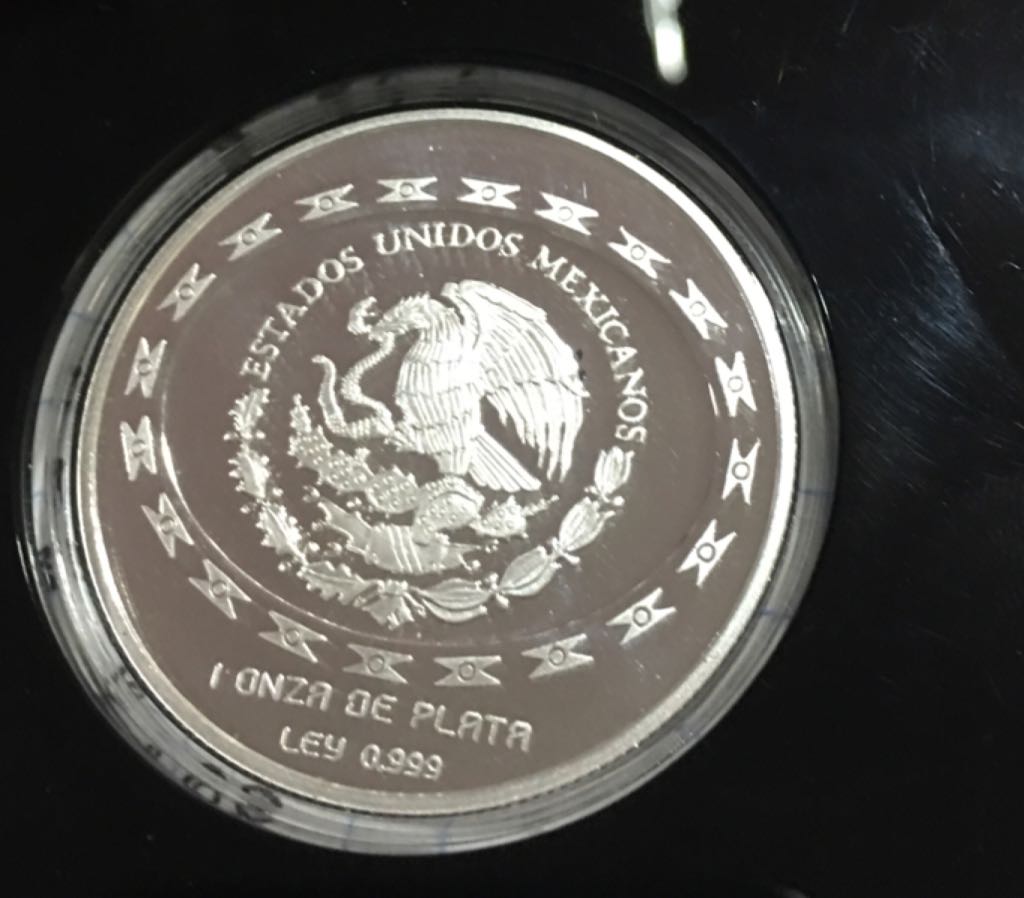 ESTADOS UNIDOS MEXICANOS
1 ONZA DE PLATA
LEY 0.999